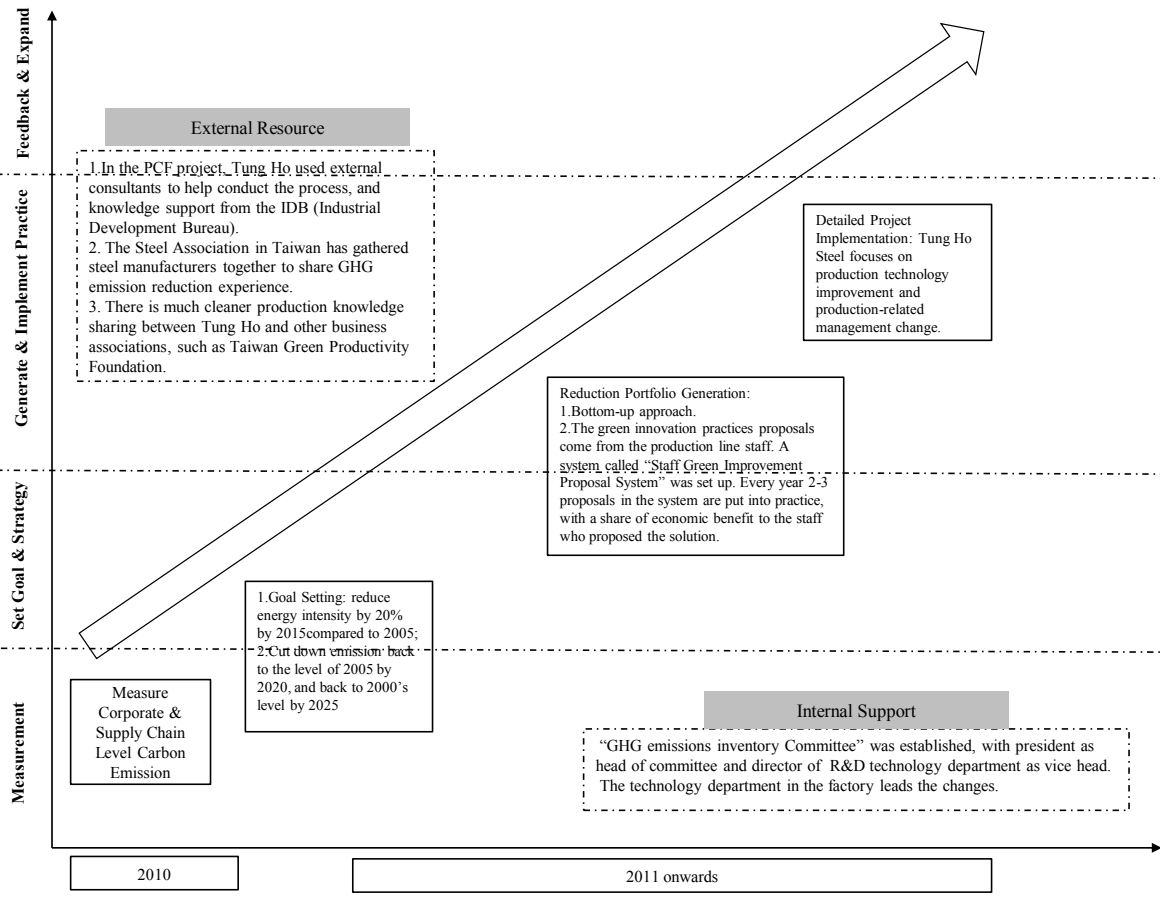 Feedback & Expand
External Resource
1.In the PCF project, Tung Ho used external
consultants to help conduct the process, and
knowledge support from the IDB (Industrial
Development Bureau).
2. The Steel Association in Taiwan has gathered
steel manufacturers together to share GHG
emission reduction experience.
3. There is much cleaner production knowledge
sharing between Tung Ho and other business
associations, such as Taiwan Green Productivity
Foundation.
Generate & Implement Practice
Detailed Project
Implementation: Tung Ho
Steel focuses on
production technology
improvement and
production-related
management change.
Reduction Portfolio Generation:
1.Bottom-up approach.
2.The green innovation practices proposals
come from the production line staff. A
system called “Staff Green Improvement
Proposal System” was set up. Every year 2-3
proposals in the system are put into practice,
with a share of economic benefit to the staff
who proposed the solution.
Set Goal & Strategy
1.Goal Setting: reduce
energy intensity by 20%
by 2015compared to 2005;
2.Cut down emission back
to the level of 2005 by
2020, and back to 2000’s
level by 2025
Measurement
Measure
Corporate &
Supply Chain
Level Carbon
Emission
Internal Support
“GHG emissions inventory Committee” was established, with president as
head of committee and director of R&D technology department as vice head.
The technology department in the factory leads the changes.
2010
2011 onwards